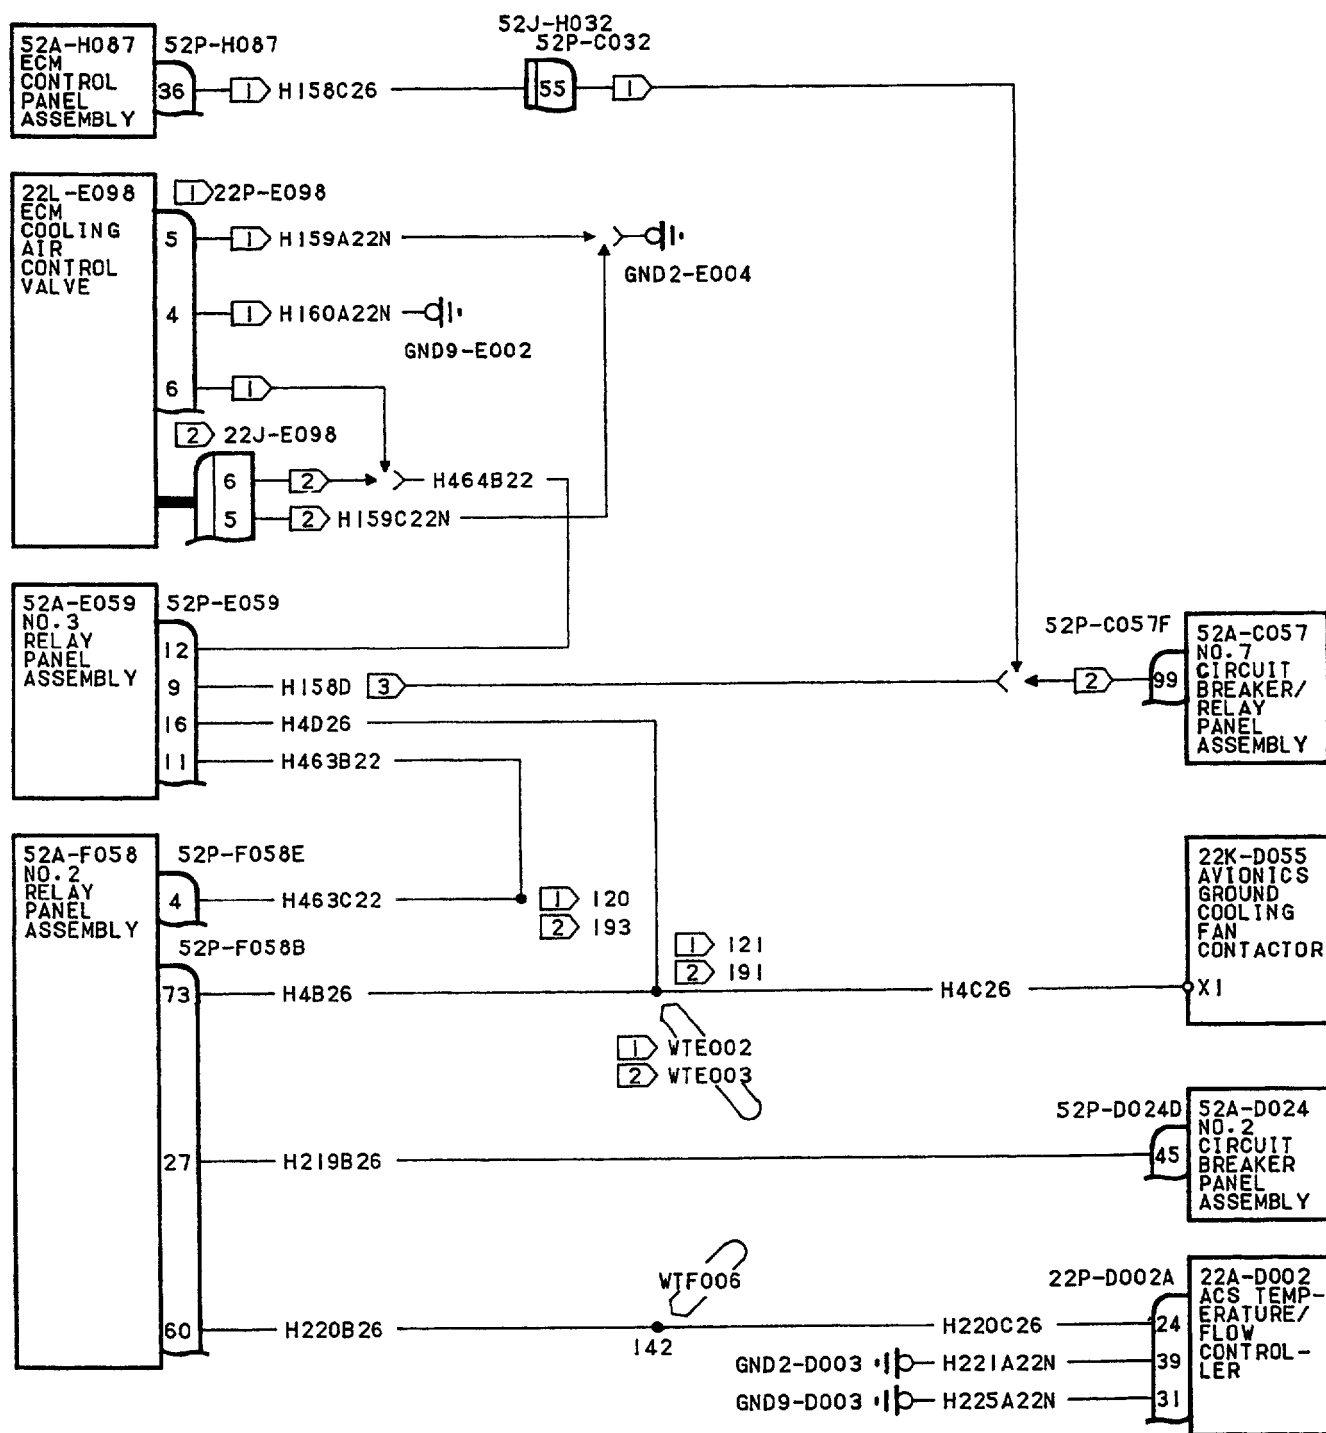 52J-H032
52P-C032
52A-H087
ECM
CONTROL
PANEL
ASSEMBLY
52P-H087
36
1
H158C26
55
1
22L-E098
ECM
COOLING
AIR
CONTROL
VALVE
1 22P-E098
5
1
H159A22N
GND2-E004
4
1
H160A22N
GND9-E002
6
1
2 22J-E098
6
2
H464B22
5
2
H159C22N
52A-E059
NO.3
RELAY
PANEL
ASSEMBLY
52P-E059
12
9
H158D
3
16
H4D26
11
H463B22
52P-C057F
99
2
52A-C057
NO.7
CIRCUIT
BREAKER/
RELAY
PANEL
ASSEMBLY
52A-F058
NO.2
RELAY
PANEL
ASSEMBLY
52P-F058E
4
H463C22
1 120
2 193
52P-F058B
73
H4B26
1 121
2 191
H4C26
22K-D055
AVIONICS
GROUND
COOLING
FAN
CONTACTOR
X1
1 WTE002
2 WTE003
27
H219B26
52P-D024D
45
52A-D024
NO.2
CIRCUIT
BREAKER
PANEL
ASSEMBLY
WTF006
60
H220B26
142
H220C26
22P-D002A
24
22A-D002
ACS TEMP-
ERATURE/
FLOW
CONTROL-
LER
GND2-D003
H221A22N
39
GND9-D003
H225A22N
31